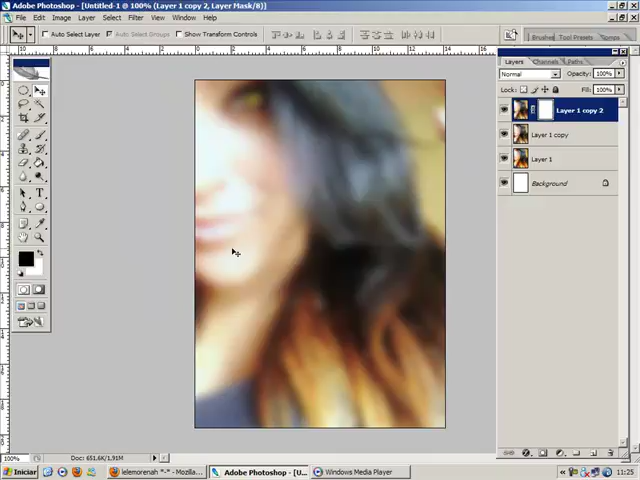 Adobe Photoshop - [Untitled-1 @ 100% (Layer 1 copy 2, Layer Mask/8)]
File Edit Image Layer Select Filter View Window Help
Auto Select Layer Auto Select Groups Show Transform Controls
Brushes Tool Presets Comps
Layers Channels Paths
Normal Opacity: 100%
Lock: Fill: 100%
Layer 1 copy 2
Layer 1 copy
Layer 1
Background
100% Doc: 651,6K/1,91M
Iniciar lelemorenah *-* - Mozilla... Adobe Photoshop - [U... Windows Media Player 11:25